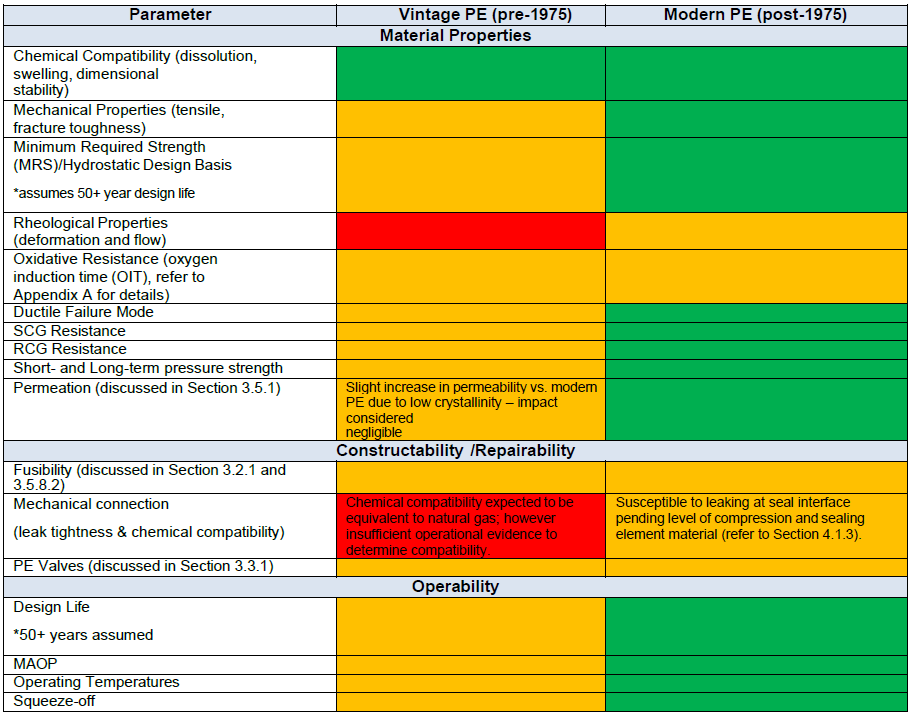 Parameter Vintage PE (pre-1975) Modern PE (post-1975)
Material Properties
Chemical Compatibility (dissolution,
swelling, dimensional
stability)
Mechanical Properties (tensile,
fracture toughness)
Minimum Required Strength
(MRS)/Hydrostatic Design Basis
*assumes 50+ year design life
Rheological Properties
(deformation and flow)
Oxidative Resistance (oxygen
induction time (OIT), refer to
Appendix A for details)
Ductile Failure Mode
SCG Resistance
RCG Resistance
Short- and Long-term pressure strength
Permeation (discussed in Section 3.5.1)
Slight increase in permeability vs. modern
PE due to low crystallinity – impact
considered
negligible
Constructability /Repairability
Fusibility (discussed in Section 3.2.1 and
3.5.8.2)
Mechanical connection
(leak tightness & chemical compatibility)
Chemical compatibility expected to be
equivalent to natural gas; however
insufficient operational evidence to
determine compatibility.
Susceptible to leaking at seal interface
pending level of compression and sealing
element material (refer to Section 4.1.3).
PE Valves (discussed in Section 3.3.1)
Operability
Design Life
*50+ years assumed
MAOP
Operating Temperatures
Squeeze-off